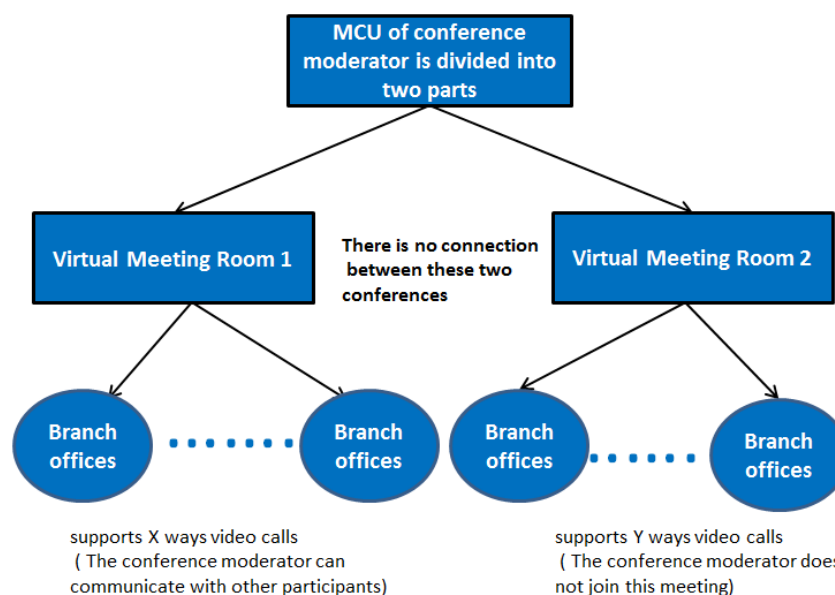 MCU of conference
moderator is divided into
two parts
Virtual Meeting Room 1
There is no connection
between these two
conferences
Virtual Meeting Room 2
Branch
offices
Branch
offices
Branch
offices
Branch
offices
supports X ways video calls
( The conference moderator can
communicate with other participants)
supports Y ways video calls
( The conference moderator does
not join this meeting)